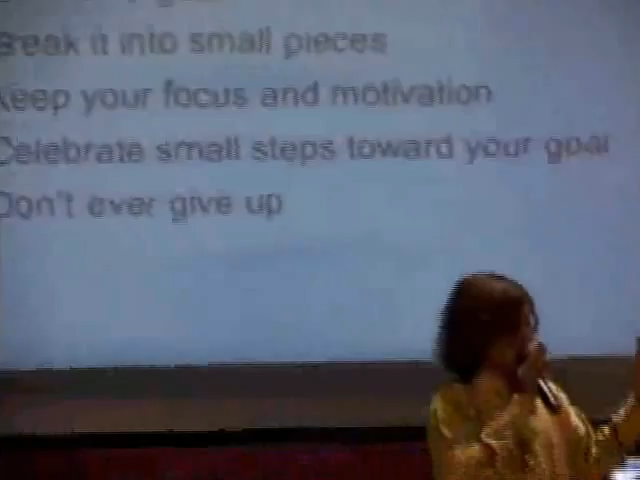 Break it into small pieces
Keep your focus and motivation
Celebrate small steps toward your goal
Don't ever give up